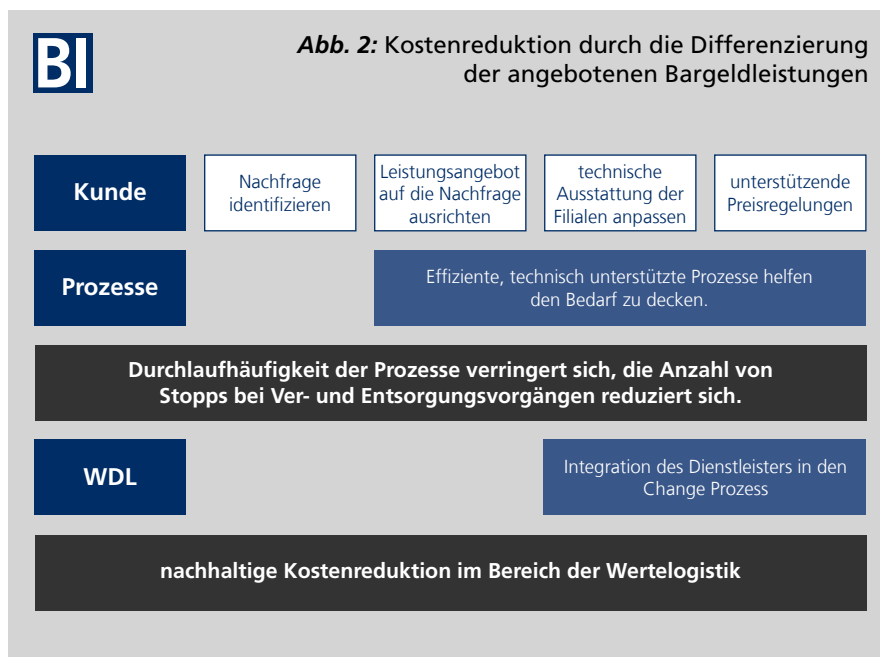 BI
Abb. 2: Kostenreduktion durch die Differenzierung
der angebotenen Bargeldleistungen
Kunde
Nachfrage
identifizieren
Leistungsangebot
auf die Nachfrage
ausrichten
technische
Ausstattung der
Filialen anpassen
unterstützende
Preisregelungen
Prozesse
Effiziente, technisch unterstützte Prozesse helfen
den Bedarf zu decken.
Durchlaufhäufigkeit der Prozesse verringert sich, die Anzahl von
Stopps bei Ver- und Entsorgungsvorgängen reduziert sich.
WDL
Integration des Dienstleisters in den
Change Prozess
nachhaltige Kostenreduktion im Bereich der Wertelogistik